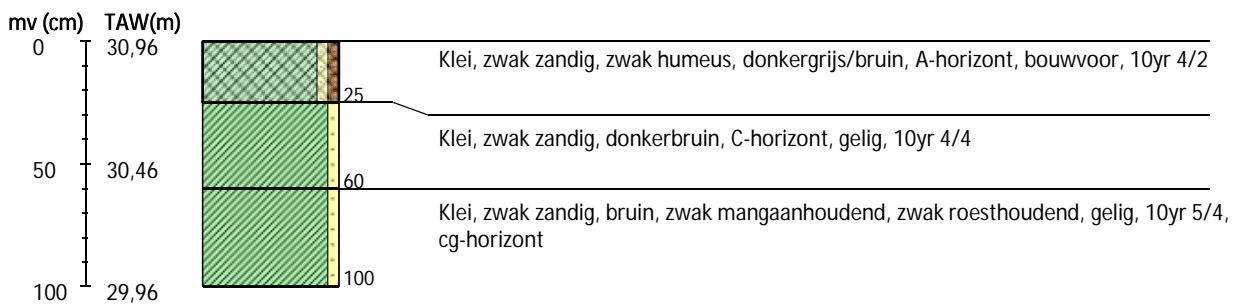 mv (cm) TAW(m)
0 30,96
Klei, zwak zandig, zwak humeus, donkergrijs/bruin, A-horizont, bouwvoor, 10yr 4/2
25
Klei, zwak zandig, donkerbruin, C-horizont, gelig, 10yr 4/4
50 30,46
60
Klei, zwak zandig, bruin, zwak mangaanhoudend, zwak roesthoudend, gelig, 10yr 5/4,
cg-horizont
100
100 29,96